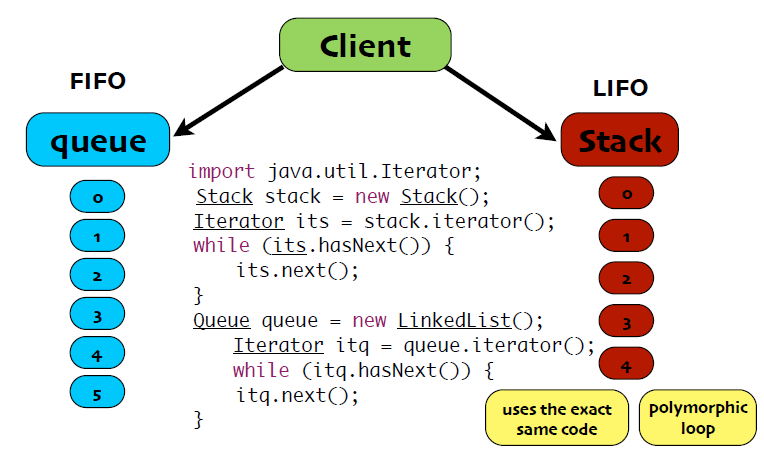 Client
FIFO
LIFO
queue
Stack
0
1
2
3
4
5
import java.util.Iterator;
Stack stack = new Stack();
Iterator its = stack.iterator();
while (its.hasNext()) {
its.next();
}
Queue queue = new LinkedList();
Iterator itq = queue.iterator();
while (itq.hasNext()) {
itq.next();
}
0
1
2
3
4
uses the exact
same code
polymorphic
loop